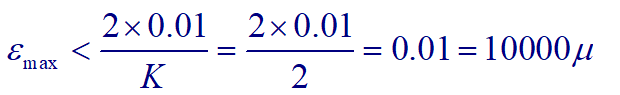 ε_max < (2×0.01)/K = (2×0.01)/2 = 0.01 = 10000μ